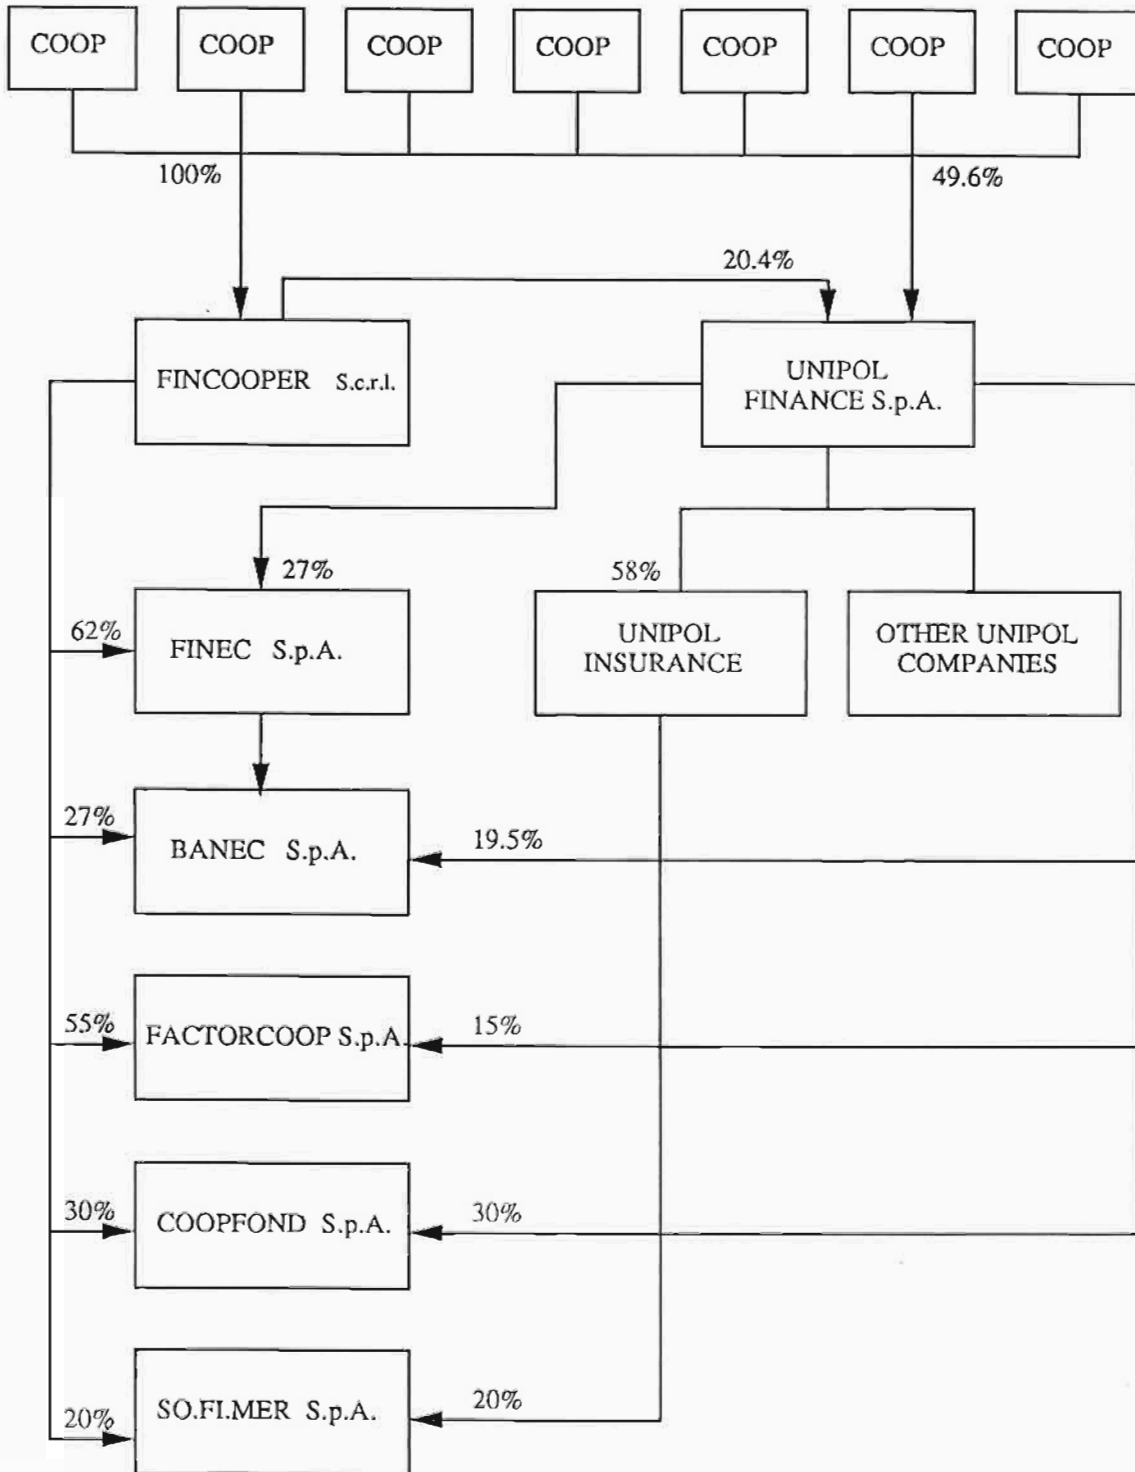 COOP
COOP
COOP
COOP
COOP
COOP
COOP
100%
49.6%
20.4%
FINCOOPER S.c.r.l.
UNIPOL
FINANCE S.p.A.
27%
58%
62%
FINEC S.p.A.
UNIPOL
INSURANCE
OTHER UNIPOL
COMPANIES
27%
BANEC S.p.A.
19.5%
55%
FACTORCOOP S.p.A.
15%
30%
COOPFOND S.p.A.
30%
20%
SO.FI.MER S.p.A.
20%